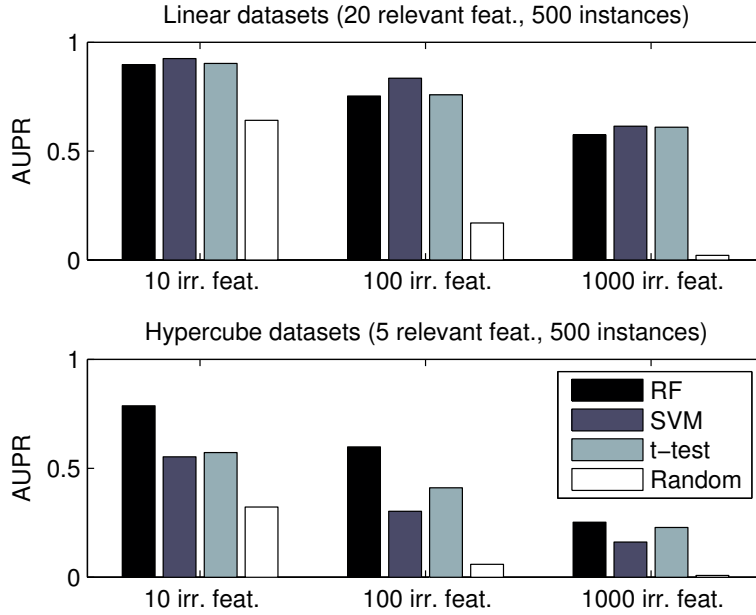 Linear datasets (20 relevant feat., 500 instances)
1
0.5
0
AUPR
10 irr. feat.
100 irr. feat.
1000 irr. feat.
Hypercube datasets (5 relevant feat., 500 instances)
1
0.5
0
AUPR
RF
SVM
t−test
Random
10 irr. feat.
100 irr. feat.
1000 irr. feat.